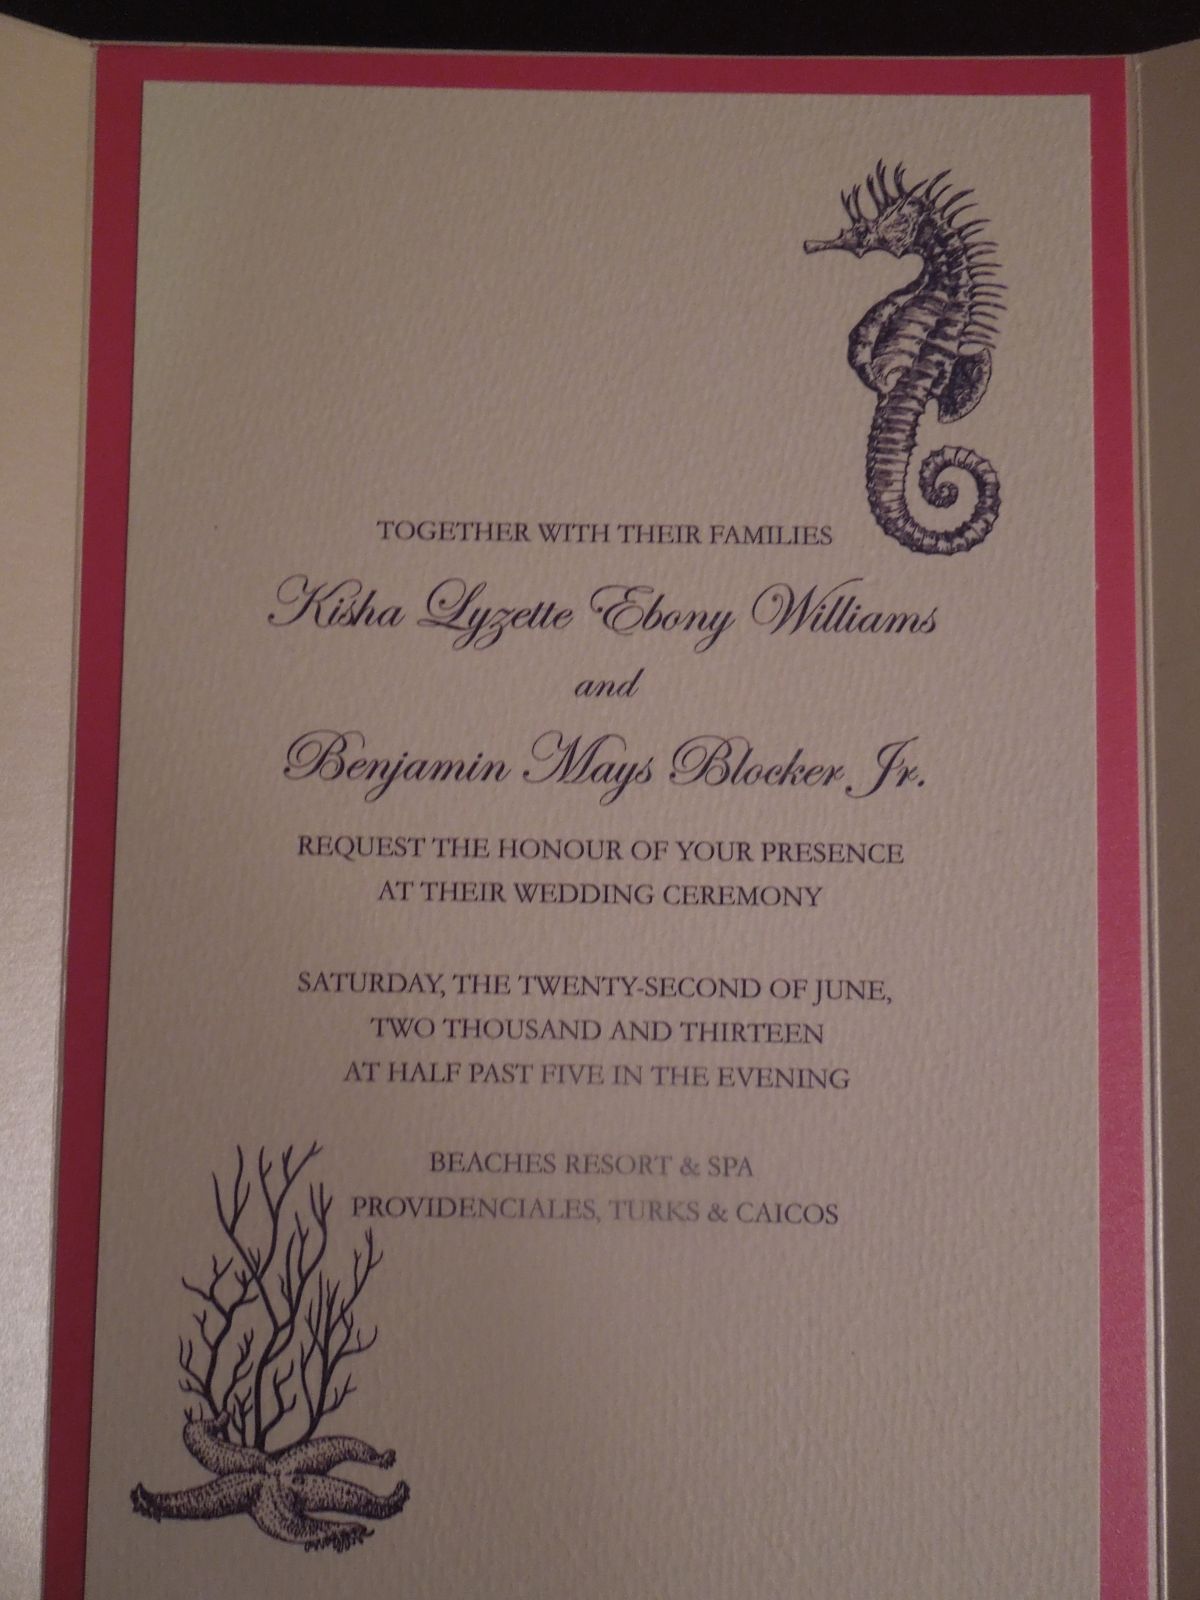 TOGETHER WITH THEIR FAMILIES
Kisha Lyzette Ebony Williams
and
Benjamin Mays Blocker Jr.
REQUEST THE HONOUR OF YOUR PRESENCE
AT THEIR WEDDING CEREMONY
SATURDAY, THE TWENTY-SECOND OF JUNE,
TWO THOUSAND AND THIRTEEN
AT HALF PAST FIVE IN THE EVENING
BEACHES RESORT & SPA
PROVIDENCIALES, TURKS & CAICOS